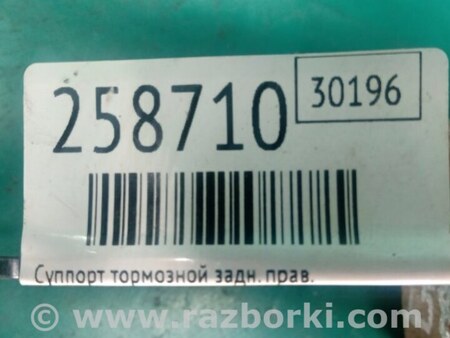 258710
30196
Суппорт тормозной задн. прав.
© www.razborki.com